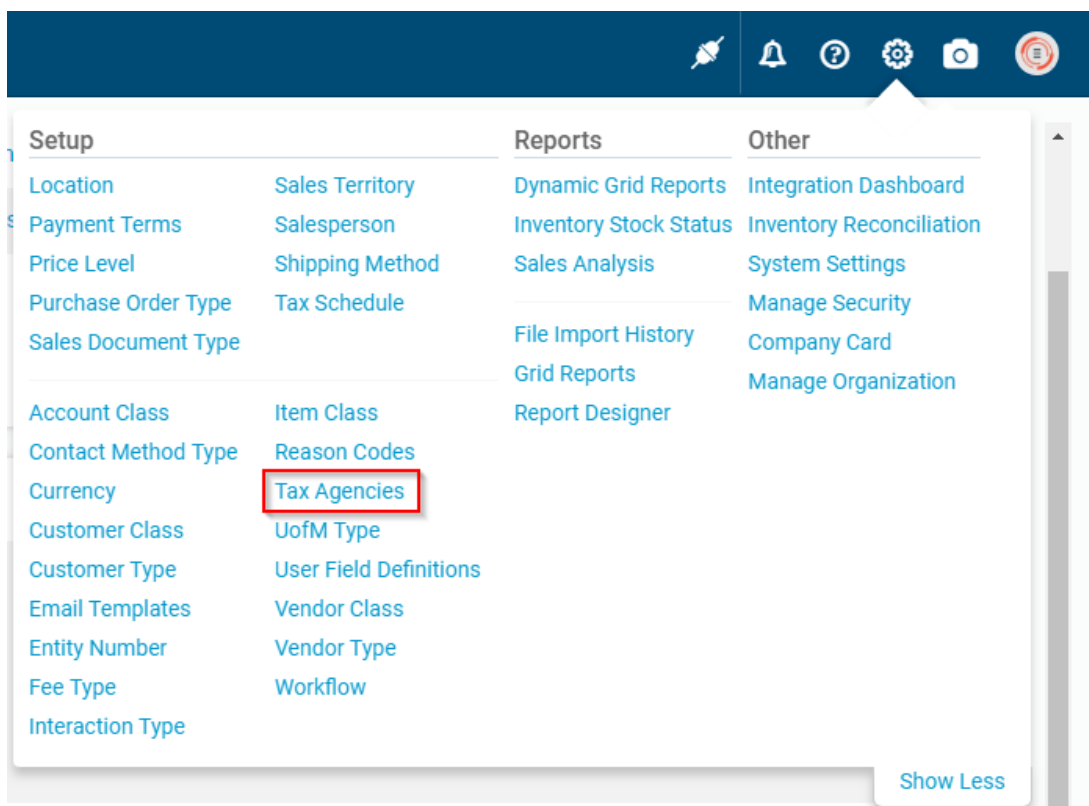 Setup
Location
Payment Terms
Price Level
Purchase Order Type
Sales Document Type
Sales Territory
Salesperson
Shipping Method
Tax Schedule
Account Class
Contact Method Type
Currency
Customer Class
Customer Type
Email Templates
Entity Number
Fee Type
Interaction Type
Item Class
Reason Codes
Tax Agencies
UofM Type
User Field Definitions
Vendor Class
Vendor Type
Workflow
Reports
Dynamic Grid Reports
Inventory Stock Status
Sales Analysis
File Import History
Grid Reports
Report Designer
Other
Integration Dashboard
Inventory Reconciliation
System Settings
Manage Security
Company Card
Manage Organization
Show Less